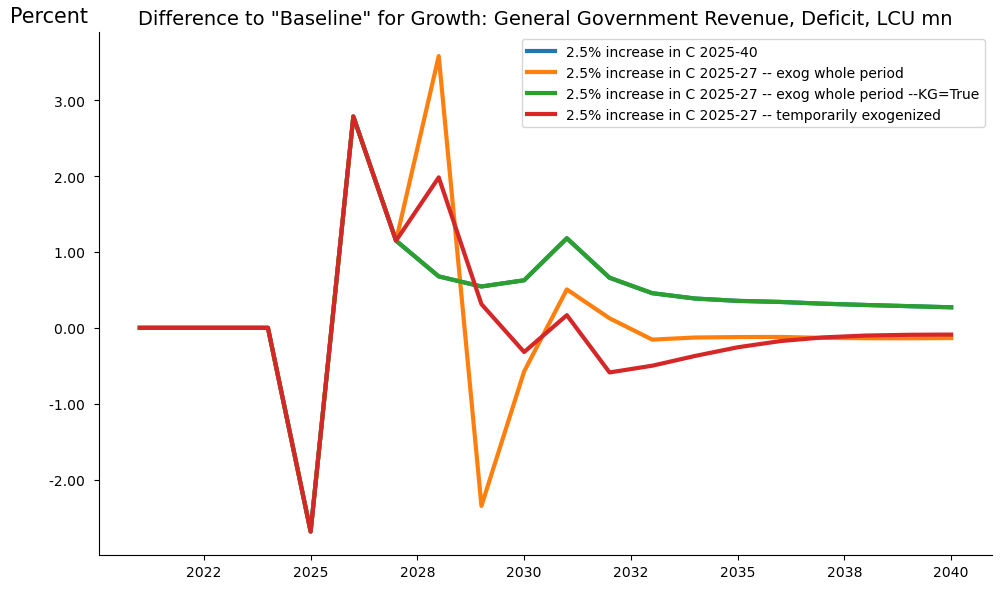 Percent
Difference to "Baseline" for Growth: General Government Revenue, Deficit, LCU mn
2.5% increase in C 2025-40
2.5% increase in C 2025-27 -- exog whole period
2.5% increase in C 2025-27 -- exog whole period --KG=True
2.5% increase in C 2025-27 -- temporarily exogenized
3.00
2.00
1.00
0.00
-1.00
-2.00
2022 2025 2028 2030 2032 2035 2038 2040